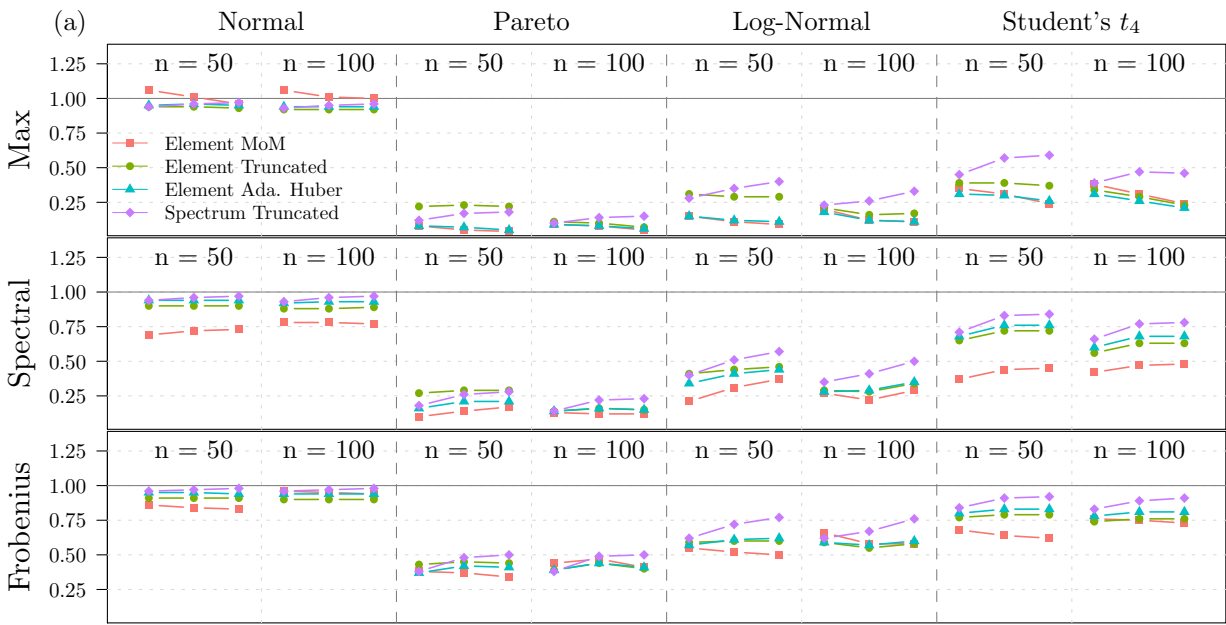 (a)
Normal Pareto Log-Normal Student's t4
Max
1.25
1.00
0.75
0.50
0.25
n = 50 n = 100 n = 50 n = 100 n = 50 n = 100 n = 50 n = 100
Element MoM
Element Truncated
Element Ada. Huber
Spectrum Truncated
Spectral
1.25
1.00
0.75
0.50
0.25
n = 50 n = 100 n = 50 n = 100 n = 50 n = 100 n = 50 n = 100
Frobenius
1.25
1.00
0.75
0.50
0.25
n = 50 n = 100 n = 50 n = 100 n = 50 n = 100 n = 50 n = 100